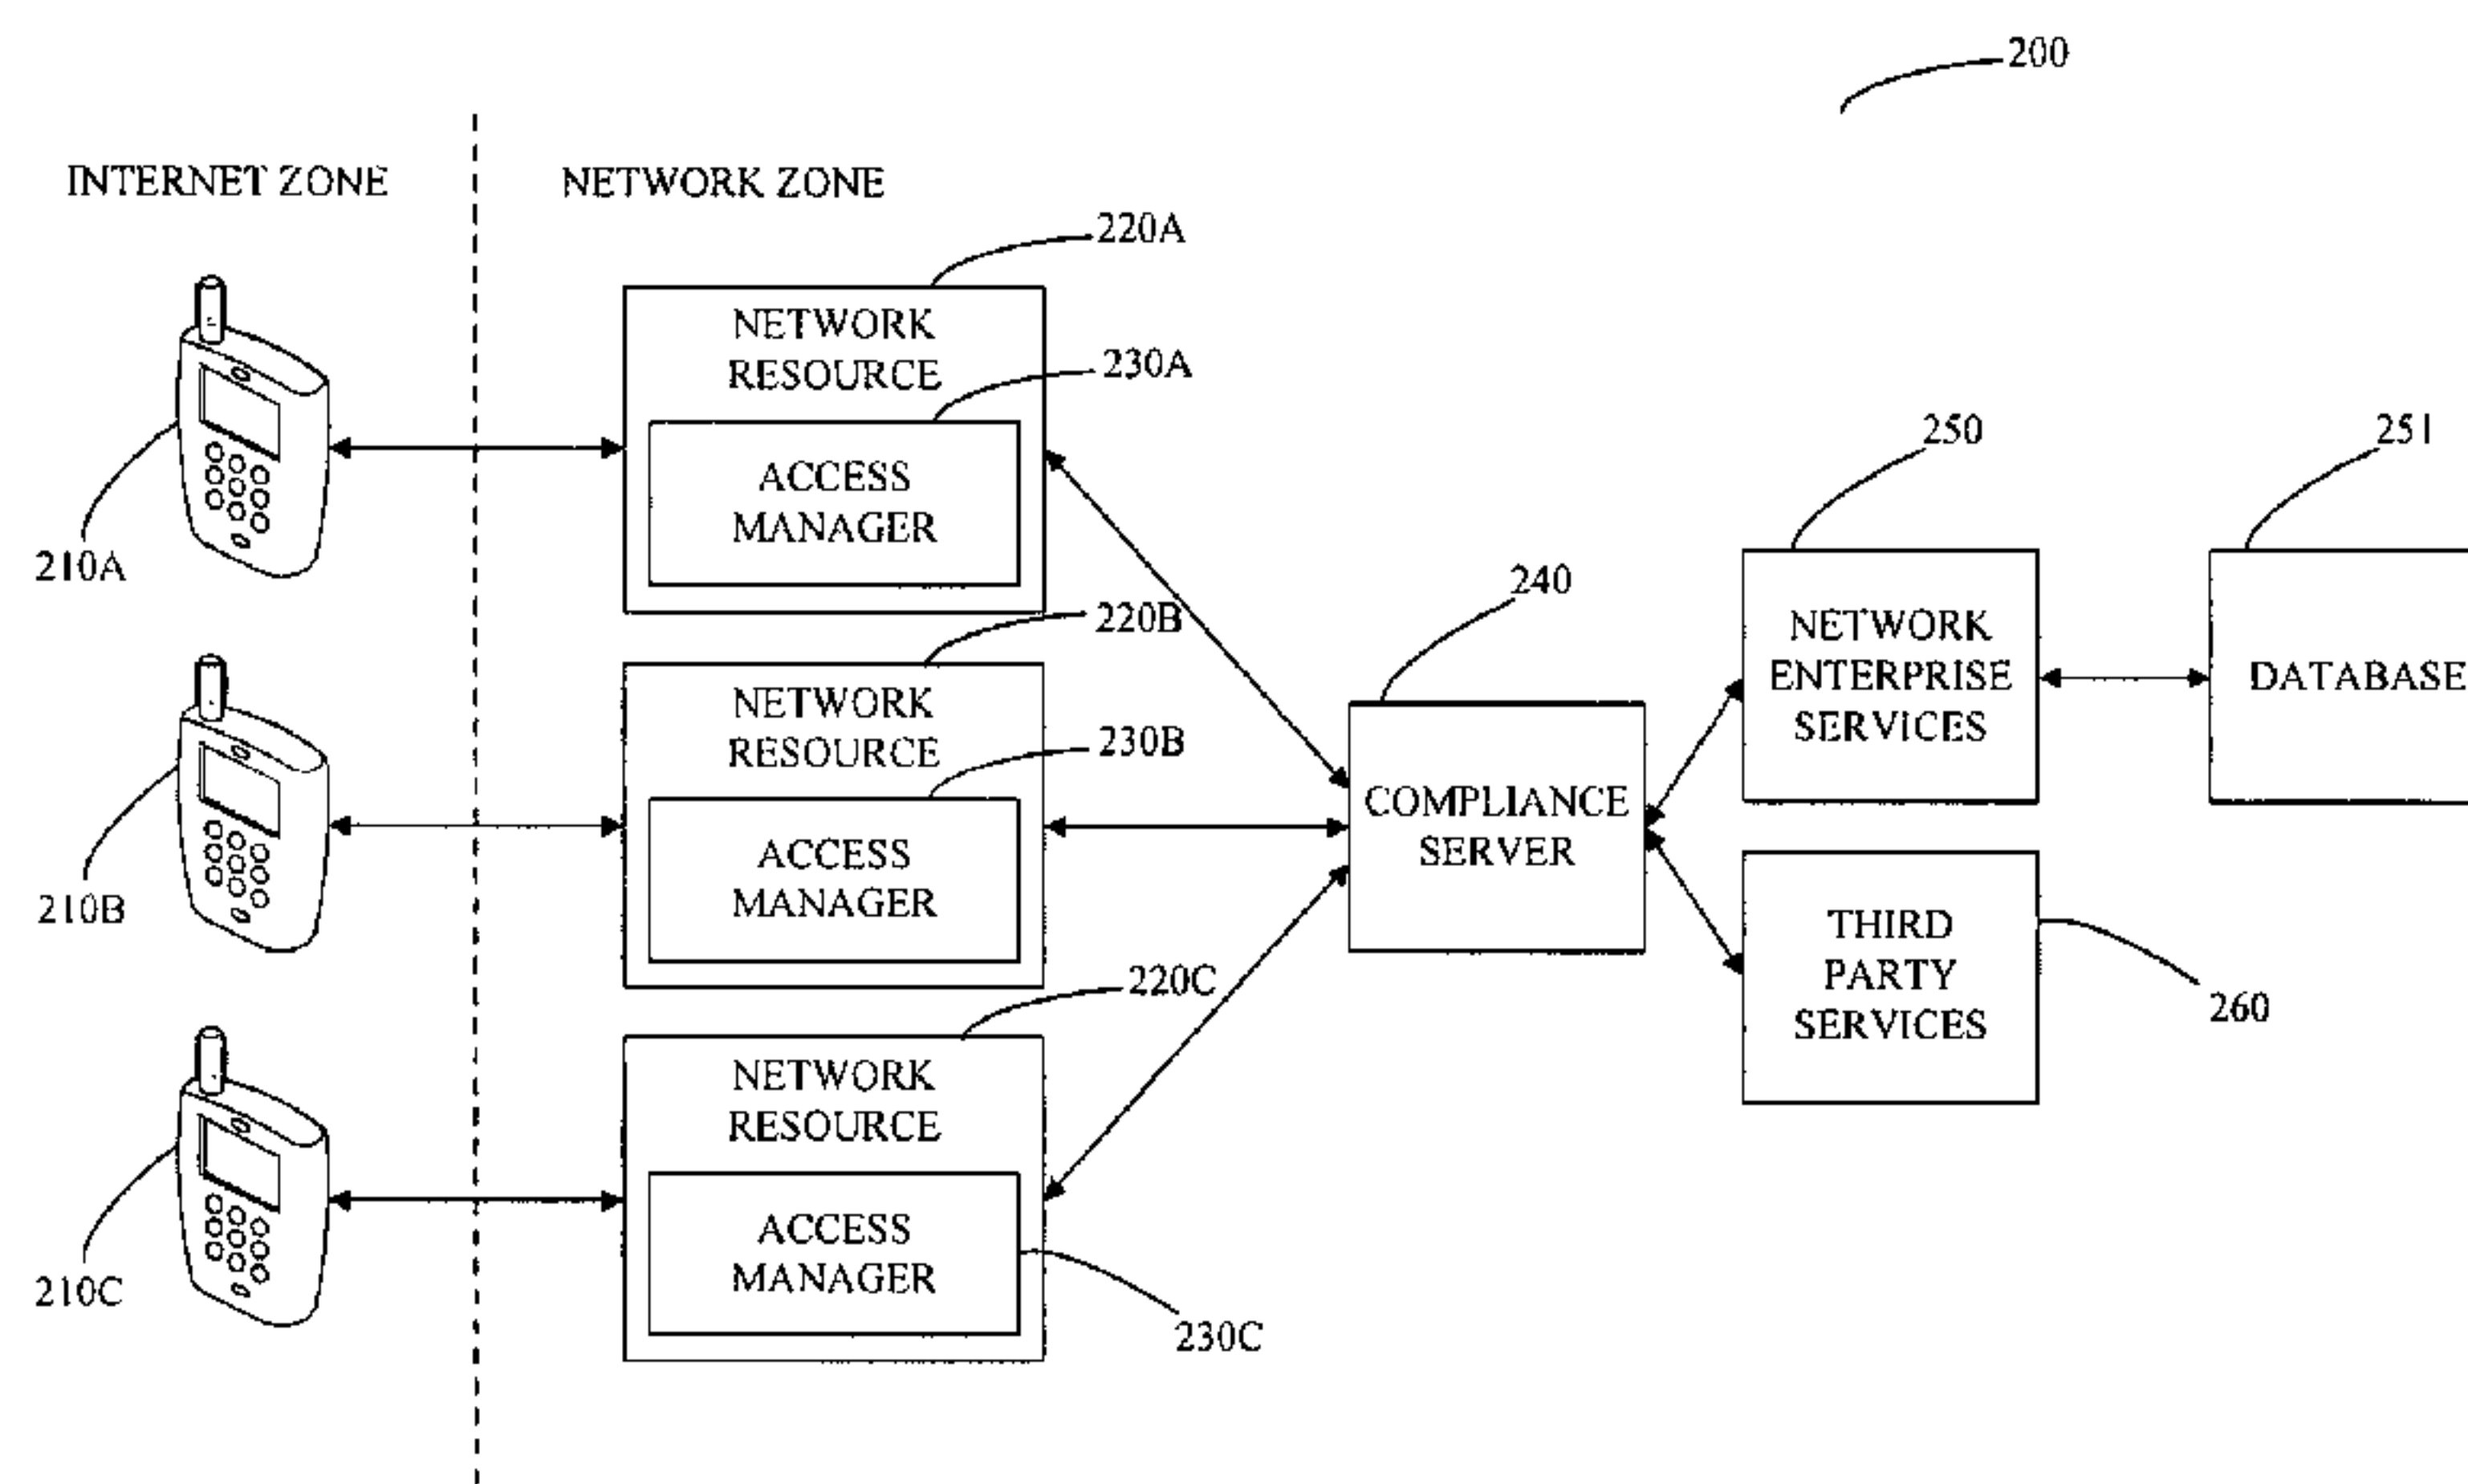 200
INTERNET ZONE
NETWORK ZONE
220A
NETWORK
RESOURCE
230A
ACCESS
MANAGER
210A
220B
NETWORK
RESOURCE
230B
ACCESS
MANAGER
210B
220C
NETWORK
RESOURCE
ACCESS
MANAGER
230C
210C
240
COMPLIANCE
SERVER
250
NETWORK
ENTERPRISE
SERVICES
251
DATABASE
THIRD
PARTY
SERVICES
260